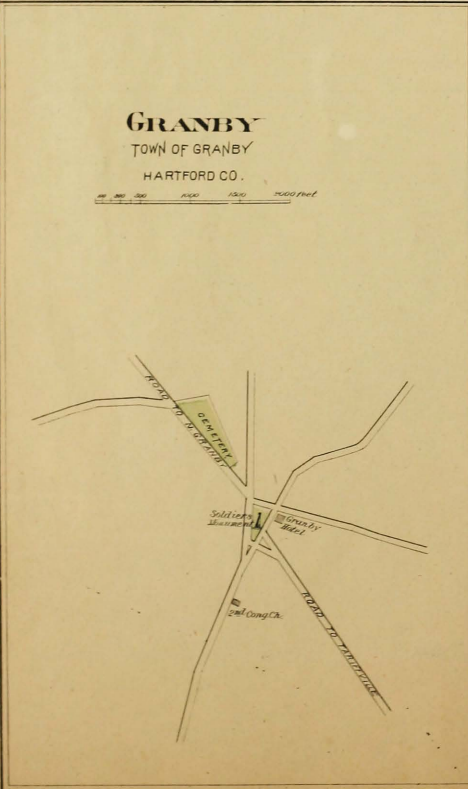 GRANBY
TOWN OF GRANBY
HARTFORD CO.
1000 1500 2000 feet
ROAD TO N. GRANBY
CEMETERY
Soldiers
Monument
Granby
Hotel
2nd Cong. Ch.
ROAD TO TARIFFVILLE